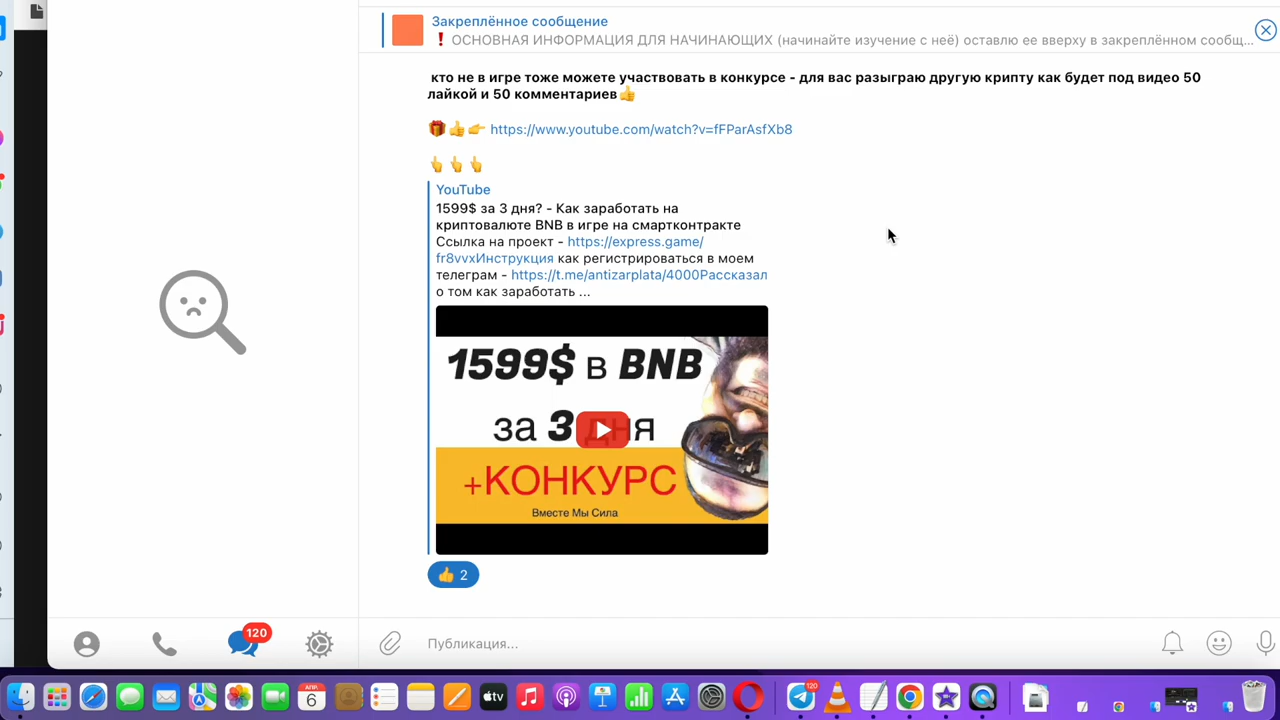 Закреплённое сообщение
❗ ОСНОВНАЯ ИНФОРМАЦИЯ ДЛЯ НАЧИНАЮЩИХ (начинайте изучение с неё) оставлю ее вверху в закреплённом сообщ...
кто не в игре тоже можете участвовать в конкурсе - для вас разыграю другую крипту как будет под видео 50
лайкой и 50 комментариев👍
🎁👍👉 https://www.youtube.com/watch?v=fFParAsfXb8
👆👆👆
YouTube
1599$ за 3 дня? - Как заработать на
криптовалюте BNB в игре на смартконтракте
Ссылка на проект - https://express.game/
fr8vvxИнструкция как регистрироваться в моем
телеграм - https://t.me/antizarplata/4000Рассказал
о том как заработать ...
1599$ в BNB
за 3 дня
+КОНКУРС
Вместе Мы Сила
👍 2
120
Публикация...
АПР.
6
tv
120